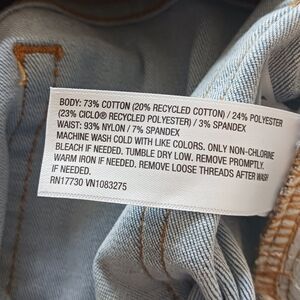 BODY: 73% COTTON (20% RECYCLED COTTON) / 24% POLYESTER
(23% CICLO® RECYCLED POLYESTER) / 3% SPANDEX
WAIST: 93% NYLON / 7% SPANDEX
MACHINE WASH COLD WITH LIKE COLORS. ONLY NON-CHLORINE
BLEACH IF NEEDED. TUMBLE DRY LOW. REMOVE PROMPTLY.
WARM IRON IF NEEDED. REMOVE LOOSE THREADS AFTER WASH
IF NEEDED.
RN17730 VN1083275